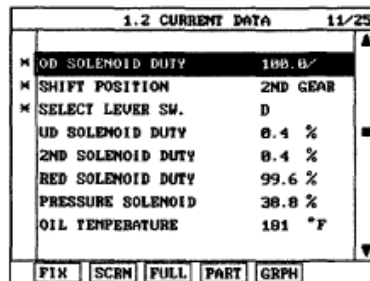 1.2 CURRENT DATA 11/25
* OD SOLENOID DUTY 100.0/
* SHIFT POSITION 2ND GEAR
* SELECT LEVER SW. D
UD SOLENOID DUTY 0.4 %
2ND SOLENOID DUTY 0.4 %
RED SOLENOID DUTY 99.6 %
PRESSURE SOLENOID 30.0 %
OIL TEMPERATURE 181 °F
FIX SCRN FULL PART GRPH